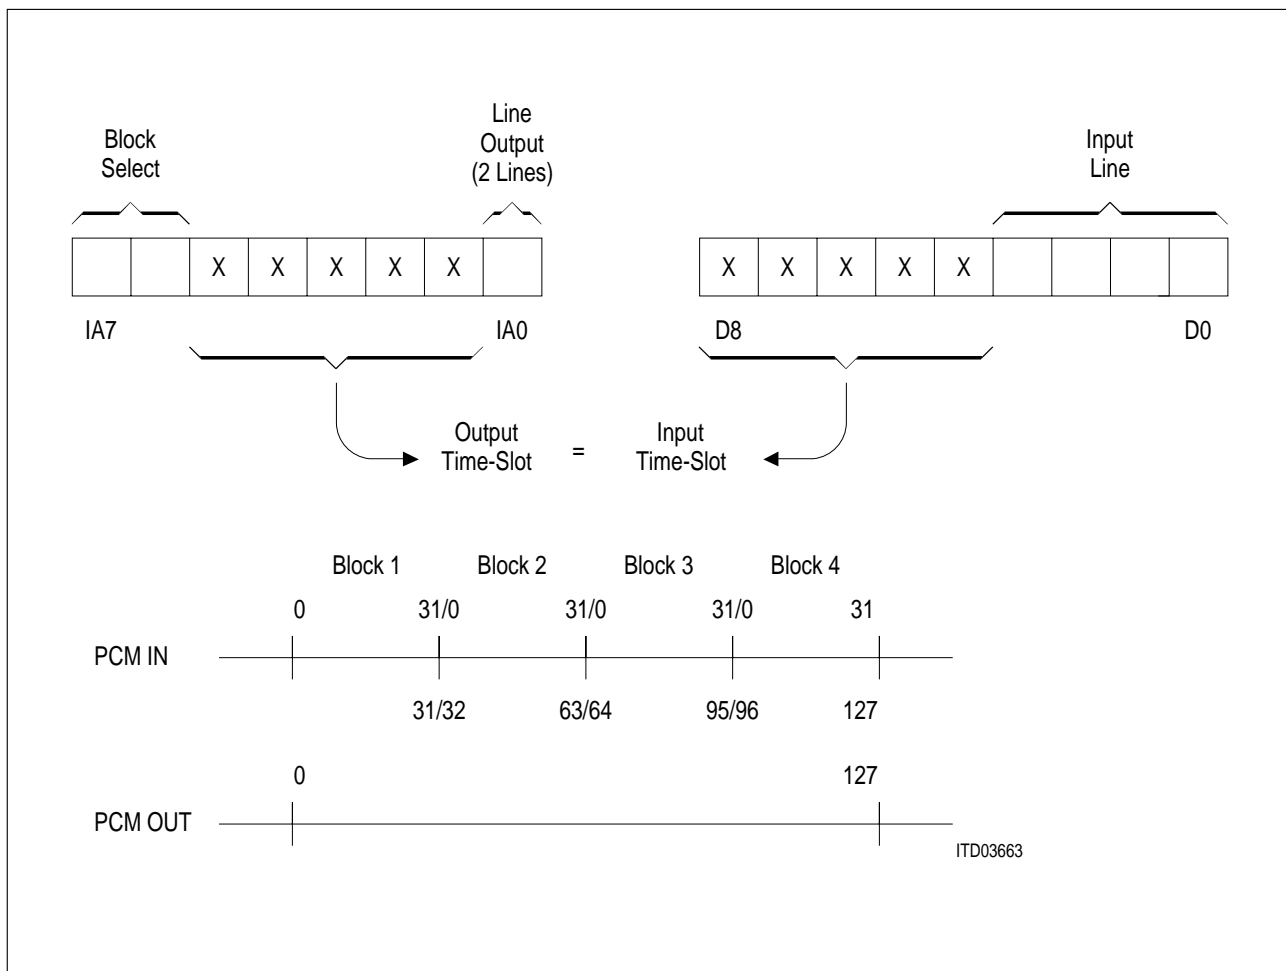 Block
Select
Line
Output
(2 Lines)
Input
Line
X X X X X
X X X X X
IA7
IA0
D8
D0
Output
Time-Slot
=
Input
Time-Slot
Block 1
Block 2
Block 3
Block 4
0
31/0
31/0
31/0
31
PCM IN
31/32
63/64
95/96
127
0
127
PCM OUT
ITD03663